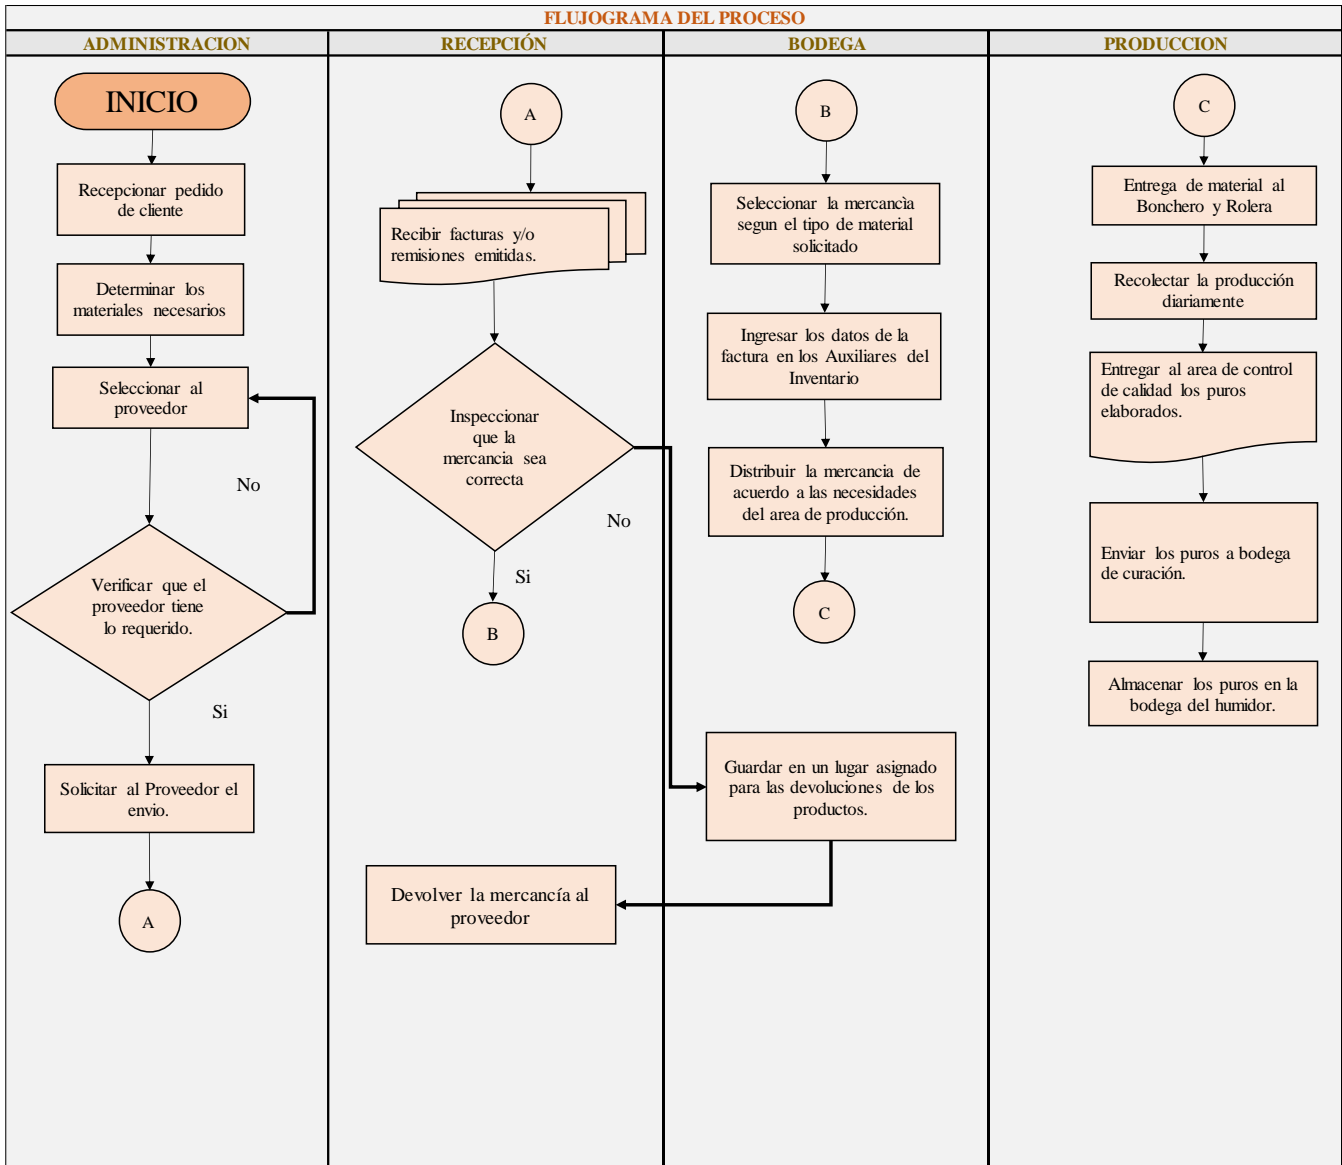 FLUJOGRAMA DEL PROCESO
ADMINISTRACION
RECEPCIÓN
BODEGA
PRODUCCION
INICIO
Recepcionar pedido
de cliente
Determinar los
materiales necesarios
Seleccionar al
proveedor
No
Verificar que el
proveedor tiene
lo requerido.
Si
Solicitar al Proveedor el
envio.
A
A
Recibir facturas y/o
remisiones emitidas.
Inspeccionar
que la
mercancia sea
correcta
No
Si
B
Devolver la mercancía al
proveedor
B
Seleccionar la mercancìa
segun el tipo de material
solicitado
Ingresar los datos de la
factura en los Auxiliares del
Inventario
Distribuir la mercancia de
acuerdo a las necesidades
del area de producción.
C
Guardar en un lugar asignado
para las devoluciones de los
productos.
C
Entrega de material al
Bonchero y Rolera
Recolectar la producción
diariamente
Entregar al area de control
de calidad los puros
elaborados.
Enviar los puros a bodega
de curación.
Almacenar los puros en la
bodega del humidor.